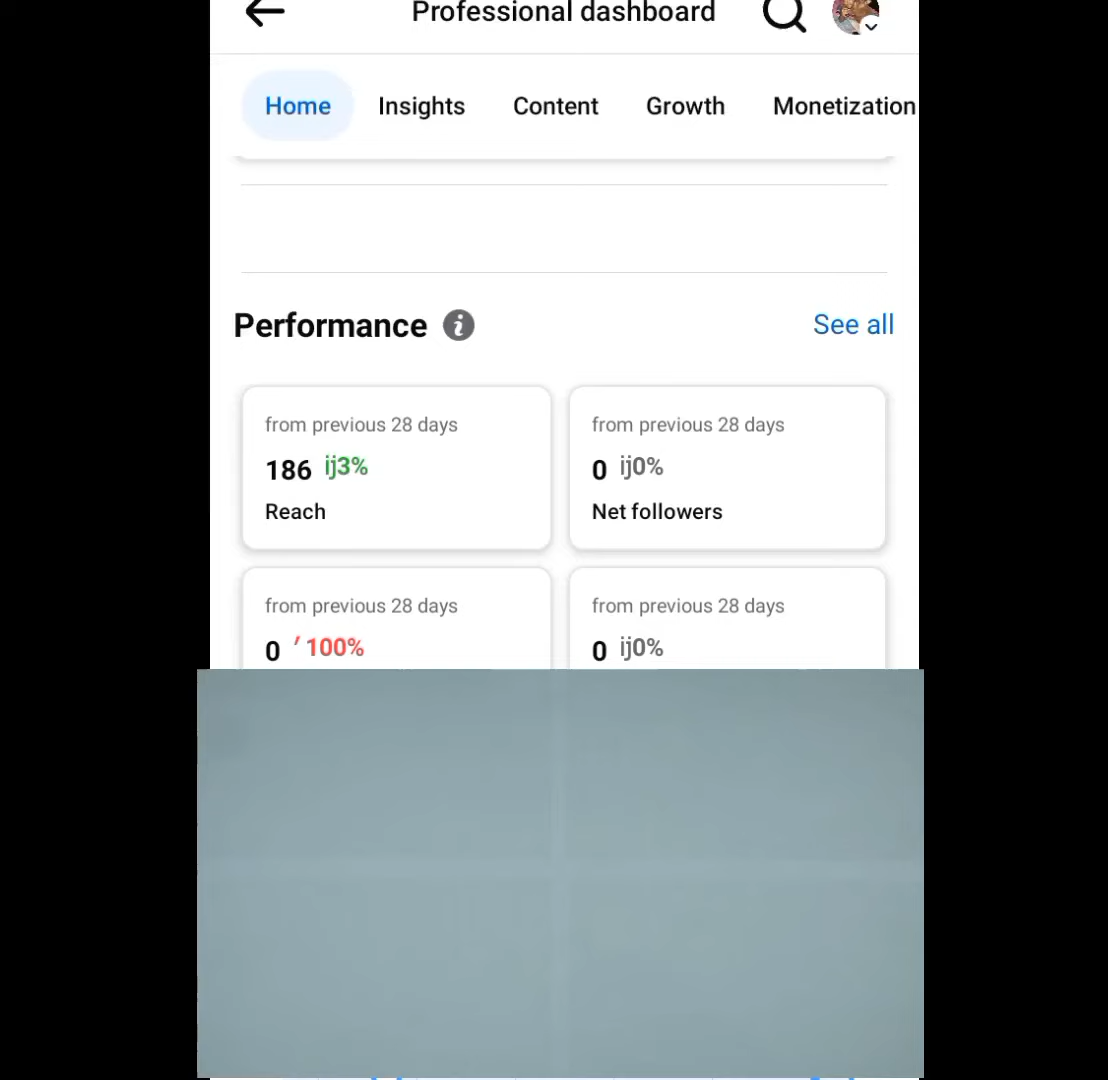 Professional dashboard
Home Insights Content Growth Monetization
Performance See all
from previous 28 days
186 ij3%
Reach
from previous 28 days
0 ij0%
Net followers
from previous 28 days
0 ′ 100%
from previous 28 days
0 ij0%